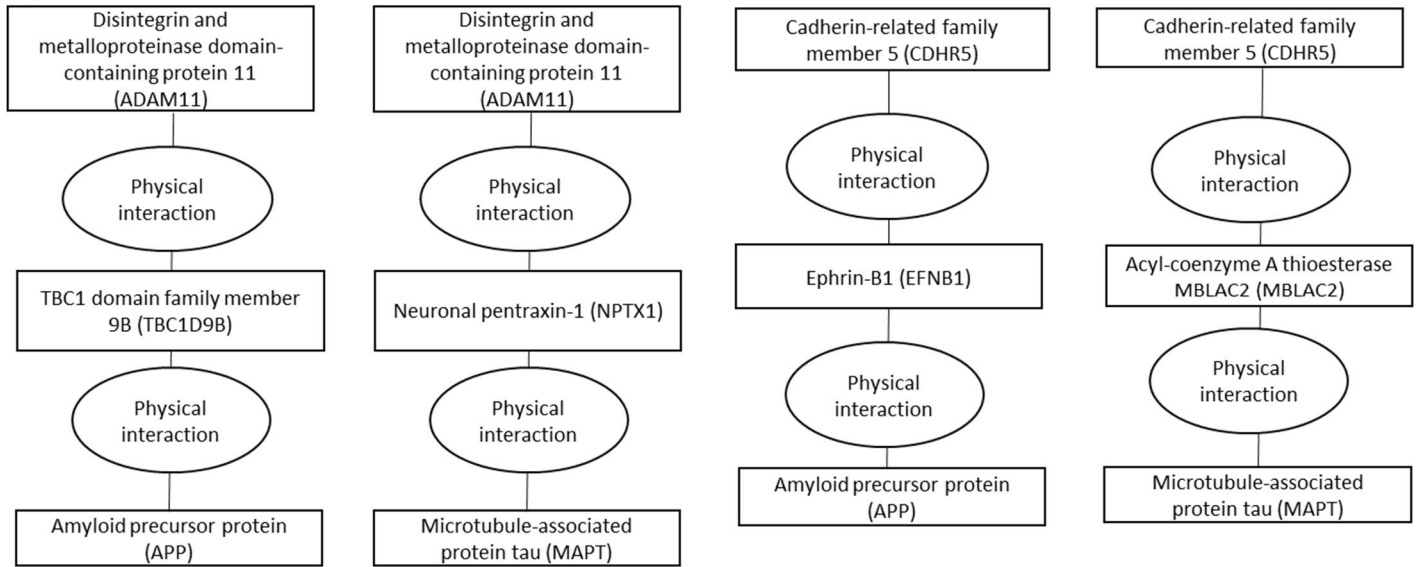 Disintegrin and
metalloproteinase domain-
containing protein 11
(ADAM11)
Physical
interaction
TBC1 domain family member
9B (TBC1D9B)
Physical
interaction
Amyloid precursor protein
(APP)
Disintegrin and
metalloproteinase domain-
containing protein 11
(ADAM11)
Physical
interaction
Neuronal pentraxin-1 (NPTX1)
Physical
interaction
Microtubule-associated
protein tau (MAPT)
Cadherin-related family
member 5 (CDHR5)
Physical
interaction
Ephrin-B1 (EFNB1)
Physical
interaction
Amyloid precursor protein
(APP)
Cadherin-related family
member 5 (CDHR5)
Physical
interaction
Acyl-coenzyme A thioesterase
MBLAC2 (MBLAC2)
Physical
interaction
Microtubule-associated
protein tau (MAPT)